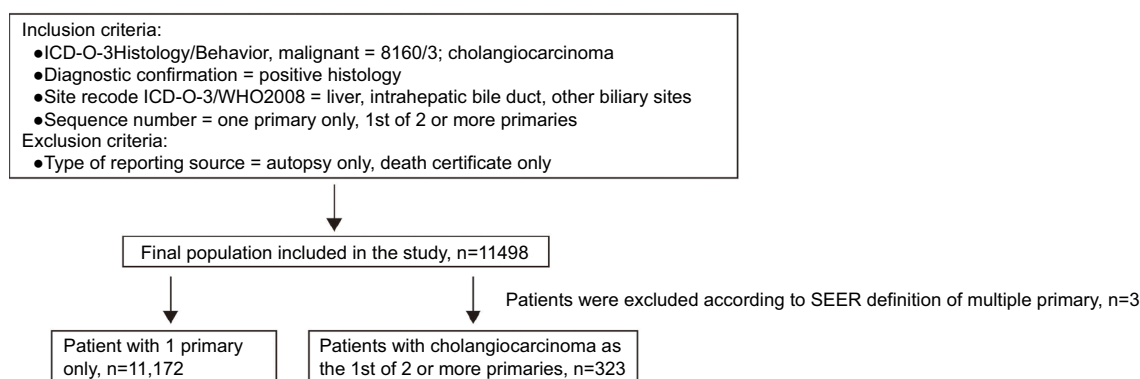 Inclusion criteria:
●ICD-O-3Histology/Behavior, malignant = 8160/3; cholangiocarcinoma
●Diagnostic confirmation = positive histology
●Site recode ICD-O-3/WHO2008 = liver, intrahepatic bile duct, other biliary sites
●Sequence number = one primary only, 1st of 2 or more primaries
Exclusion criteria:
●Type of reporting source = autopsy only, death certificate only
Final population included in the study, n=11498
Patients were excluded according to SEER definition of multiple primary, n=3
Patient with 1 primary
only, n=11,172
Patients with cholangiocarcinoma as
the 1st of 2 or more primaries, n=323